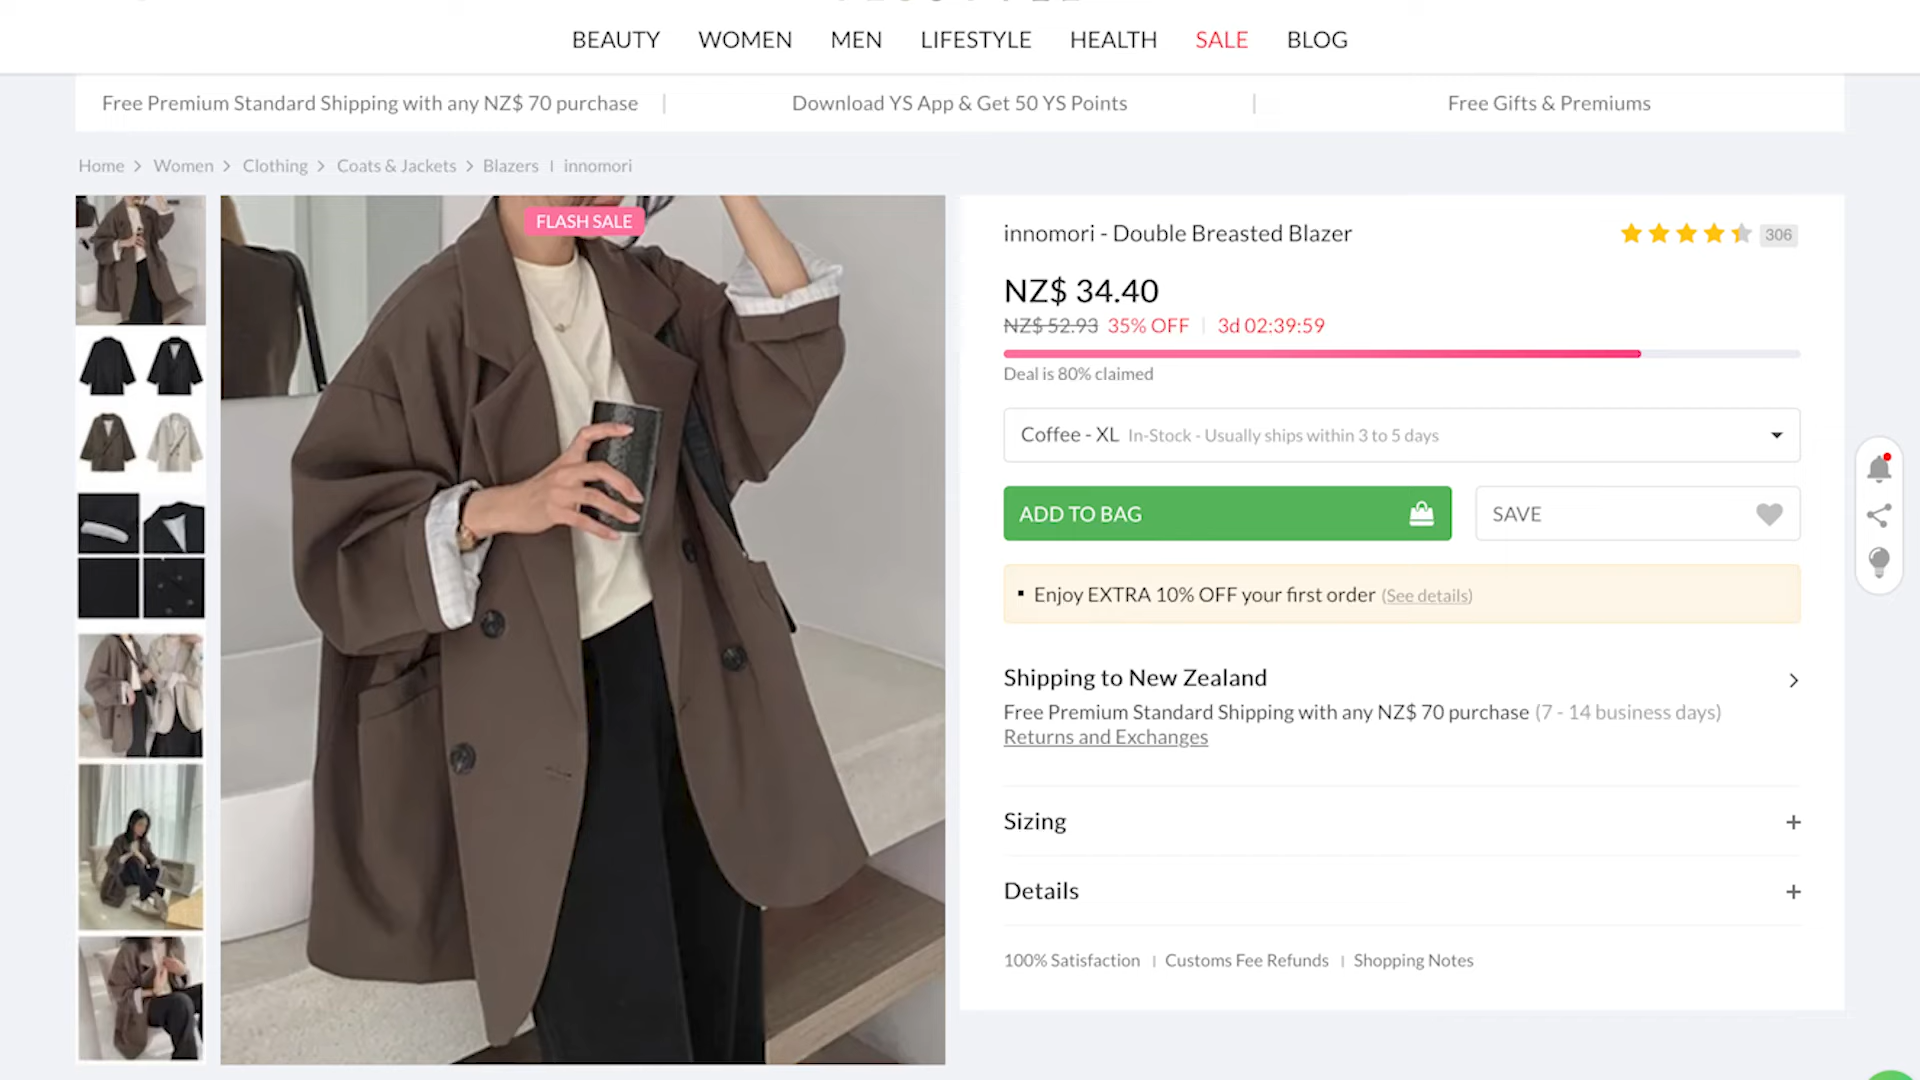 BEAUTY WOMEN MEN LIFESTYLE HEALTH SALE BLOG
Free Premium Standard Shipping with any NZ$ 70 purchase | Download YS App & Get 50 YS Points | Free Gifts & Premiums
Home > Women > Clothing > Coats & Jackets > Blazers | innomori
FLASH SALE
innomori - Double Breasted Blazer 306
NZ$ 34.40
NZ$ 52.93 35% OFF | 3d 02:39:59
Deal is 80% claimed
Coffee - XL In-Stock - Usually ships within 3 to 5 days
ADD TO BAG SAVE
▪ Enjoy EXTRA 10% OFF your first order (See details)
Shipping to New Zealand
Free Premium Standard Shipping with any NZ$ 70 purchase (7 - 14 business days)
Returns and Exchanges
Sizing +
Details +
100% Satisfaction | Customs Fee Refunds | Shopping Notes